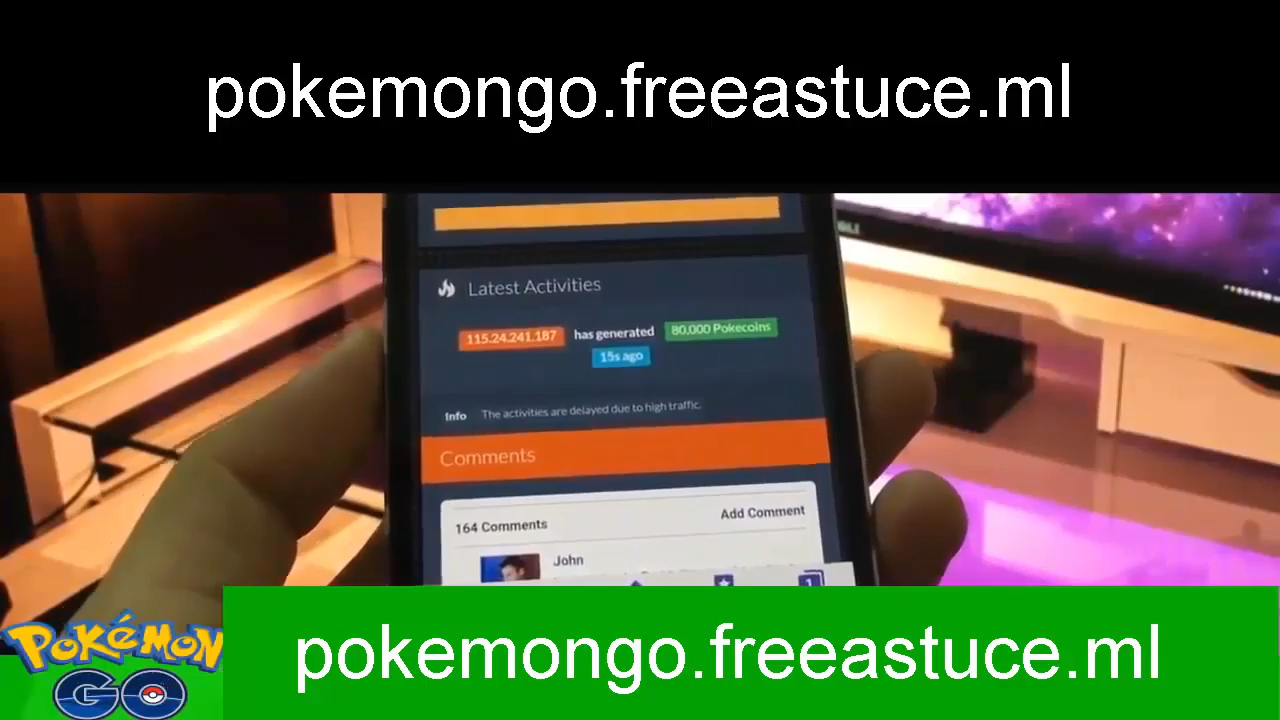 pokemongo.freeastuce.ml
Latest Activities
115.24.241.187 has generated 80,000 Pokecoins
15s ago
Info The activities are delayed due to high traffic.
Comments
164 Comments Add Comment
John
1
POKÉMON
GO
pokemongo.freeastuce.ml